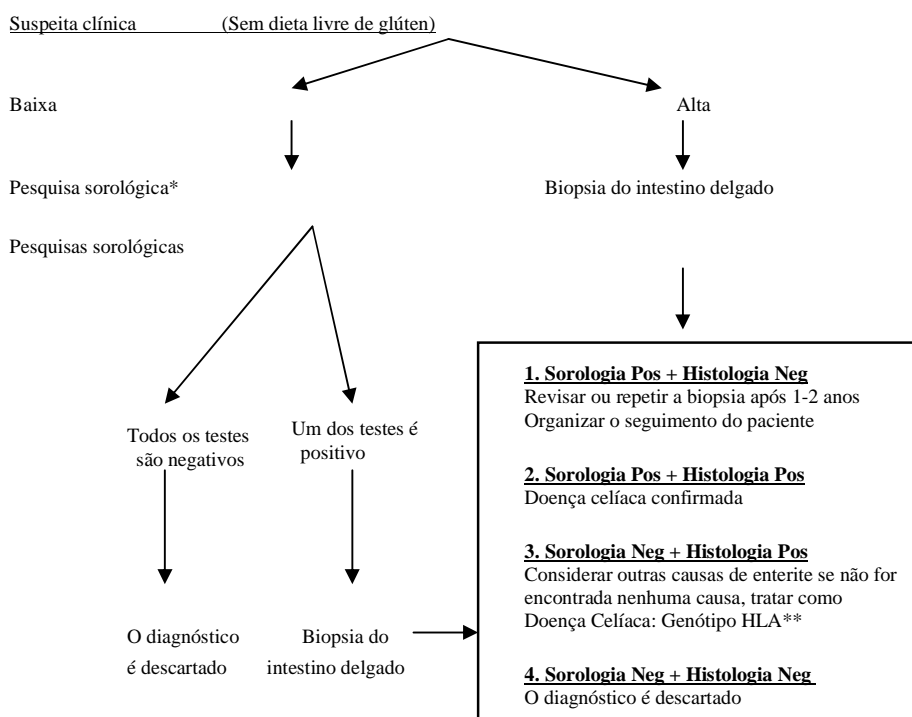 Suspeita clínica (Sem dieta livre de glúten)
Baixa
Alta
Pesquisa sorológica*
Biopsia do intestino delgado
Pesquisas sorológicas
Todos os testes
são negativos
Um dos testes é
positivo
O diagnóstico
é descartado
Biopsia do
intestino delgado
1. Sorologia Pos + Histologia Neg
Revisar ou repetir a biopsia após 1-2 anos
Organizar o seguimento do paciente
2. Sorologia Pos + Histologia Pos
Doença celíaca confirmada
3. Sorologia Neg + Histologia Pos
Considerar outras causas de enterite se não for
encontrada nenhuma causa, tratar como
Doença Celíaca: Genótipo HLA**
4. Sorologia Neg + Histologia Neg
O diagnóstico é descartado